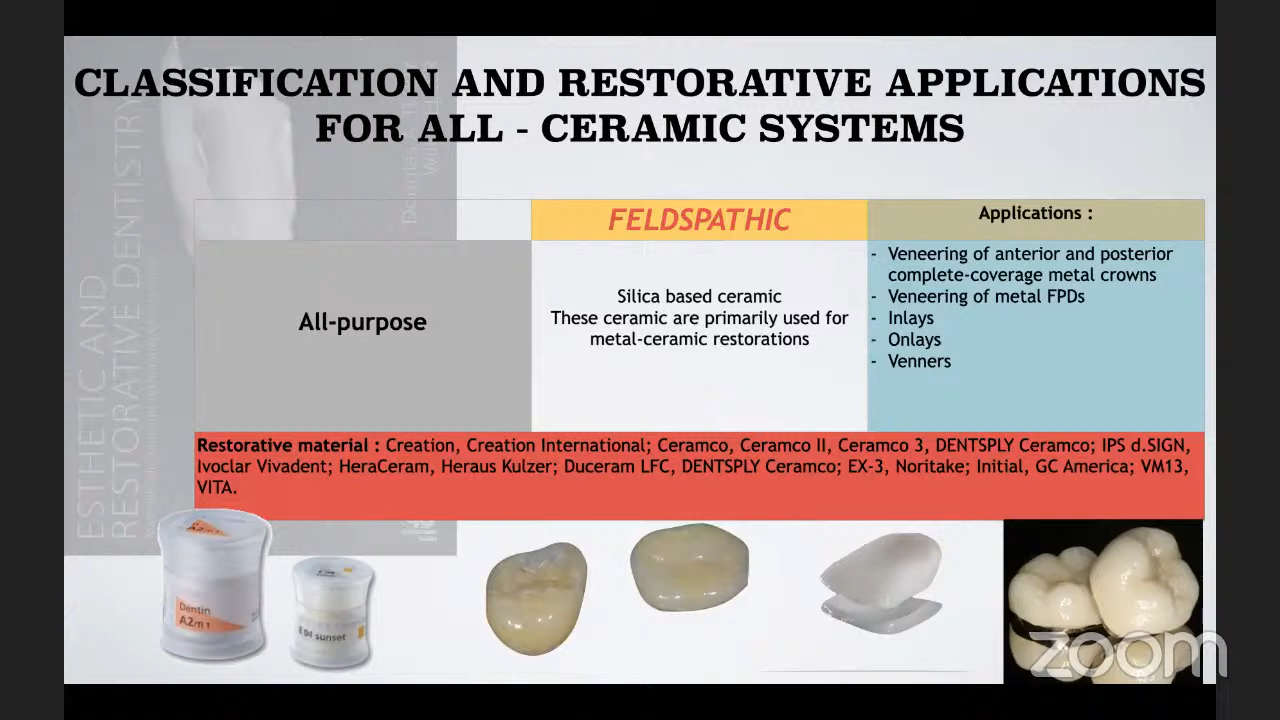 CLASSIFICATION AND RESTORATIVE APPLICATIONS
FOR ALL - CERAMIC SYSTEMS
FELDSPATHIC
Applications :
All-purpose
Silica based ceramic
These ceramic are primarily used for
metal-ceramic restorations
- Veneering of anterior and posterior
complete-coverage metal crowns
- Veneering of metal FPDs
- Inlays
- Onlays
- Venners
Restorative material : Creation, Creation International; Ceramco, Ceramco II, Ceramco 3, DENTSPLY Ceramco; IPS d.SIGN,
Ivoclar Vivadent; HeraCeram, Heraus Kulzer; Duceram LFC, DENTSPLY Ceramco; EX-3, Noritake; Initial, GC America; VM13,
VITA.
ESTHETIC AND
RESTORATIVE DENTISTRY
Dentin
sunset
zoom